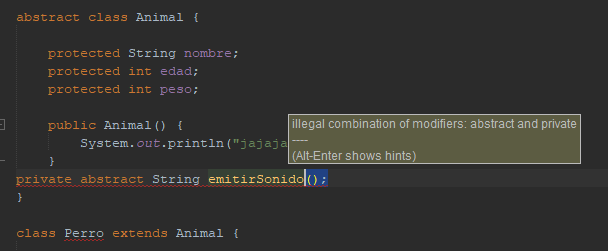 abstract class Animal {
protected String nombre;
protected int edad;
protected int peso;
public Animal() {
System.out.println("jajaja
}
illegal combination of modifiers: abstract and private
----
(Alt-Enter shows hints)
private abstract String emitirSonido();
}
class Perro extends Animal {